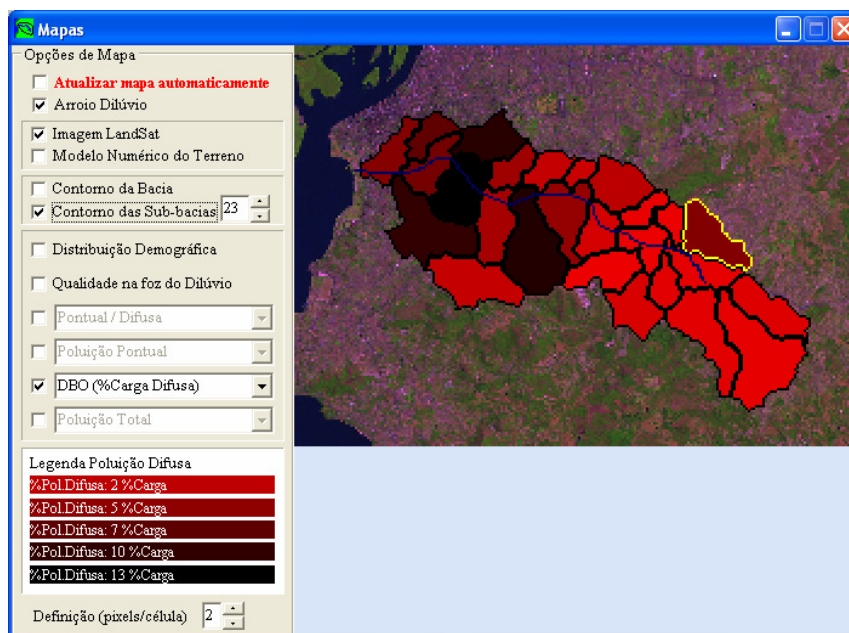 Mapas
Opções de Mapa
Atualizar mapa automaticamente
Arroio Dilúvio
Imagem LandSat
Modelo Numérico do Terreno
Contorno da Bacia
Contorno das Sub-bacias 23
Distribuição Demográfica
Qualidade na foz do Dilúvio
Pontual / Difusa
Poluição Pontual
DBO (%Carga Difusa)
Poluição Total
Legenda Poluição Difusa
%Pol.Difusa: 2 %Carga
%Pol.Difusa: 5 %Carga
%Pol.Difusa: 7 %Carga
%Pol.Difusa: 10 %Carga
%Pol.Difusa: 13 %Carga
Definição (pixels/célula) 2